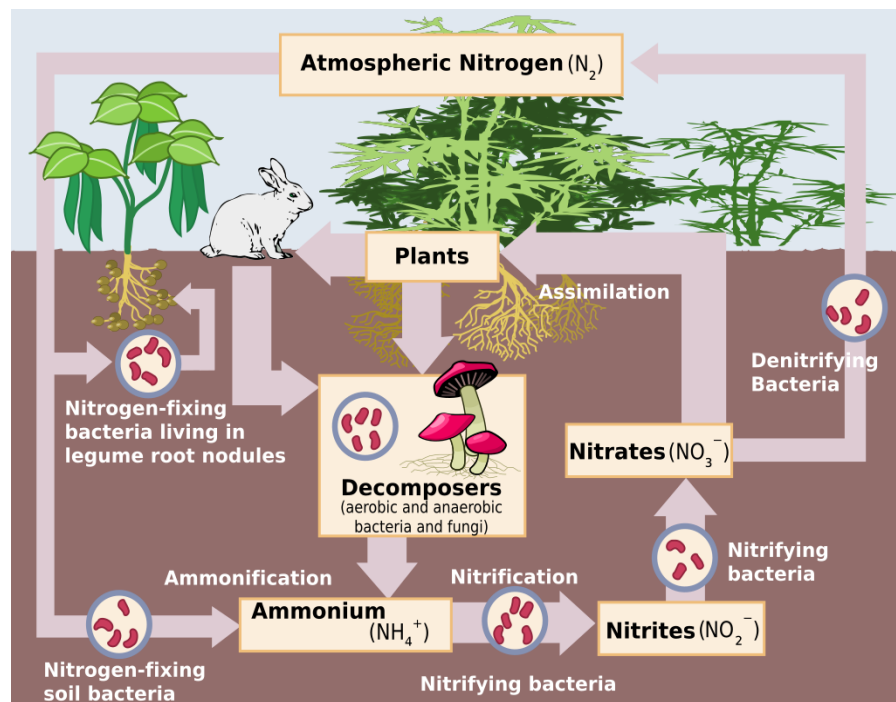 Atmospheric Nitrogen (N₂)
Plants
Assimilation
Denitrifying
Bacteria
Nitrogen-fixing
bacteria living in
legume root nodules
Decomposers
(aerobic and anaerobic
bacteria and fungi)
Nitrates (NO₃⁻)
Nitrifying
bacteria
Ammonification
Nitrification
Ammonium
(NH₄⁺)
Nitrites (NO₂⁻)
Nitrogen-fixing
soil bacteria
Nitrifying bacteria